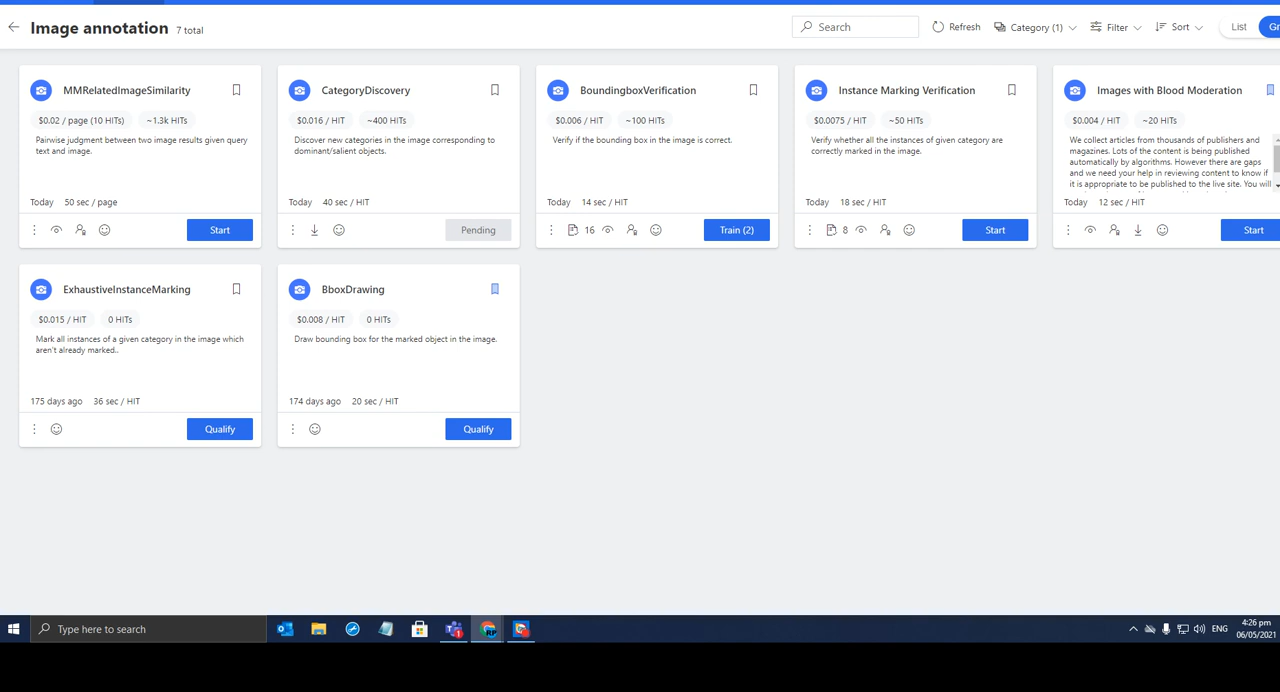 Image annotation 7 total
Search
Refresh
Category (1)
Filter
Sort
List
Gr
MMRelatedImageSimilarity
$0.02 / page (10 HITs) ~1.3k HITs
Pairwise judgment between two image results given query
text and image.
Today 50 sec / page
Start
CategoryDiscovery
$0.016 / HIT ~400 HITs
Discover new categories in the image corresponding to
dominant/salient objects.
Today 40 sec / HIT
Pending
BoundingboxVerification
$0.006 / HIT ~100 HITs
Verify if the bounding box in the image is correct.
Today 14 sec / HIT
16
Train (2)
Instance Marking Verification
$0.0075 / HIT ~50 HITs
Verify whether all the instances of given category are
correctly marked in the image.
Today 18 sec / HIT
8
Start
Images with Blood Moderation
$0.004 / HIT ~20 HITs
We collect articles from thousands of publishers and
magazines. Lots of the content is being published
automatically by algorithms. However there are gaps
and we need your help in reviewing content to know if
it is appropriate to be published to the live site. You will
Today 12 sec / HIT
Start
ExhaustiveInstanceMarking
$0.015 / HIT 0 HITs
Mark all instances of a given category in the image which
aren't already marked..
175 days ago 36 sec / HIT
Qualify
BboxDrawing
$0.008 / HIT 0 HITs
Draw bounding box for the marked object in the image.
174 days ago 20 sec / HIT
Qualify
Type here to search
1
ENG
4:26 pm
06/05/2021